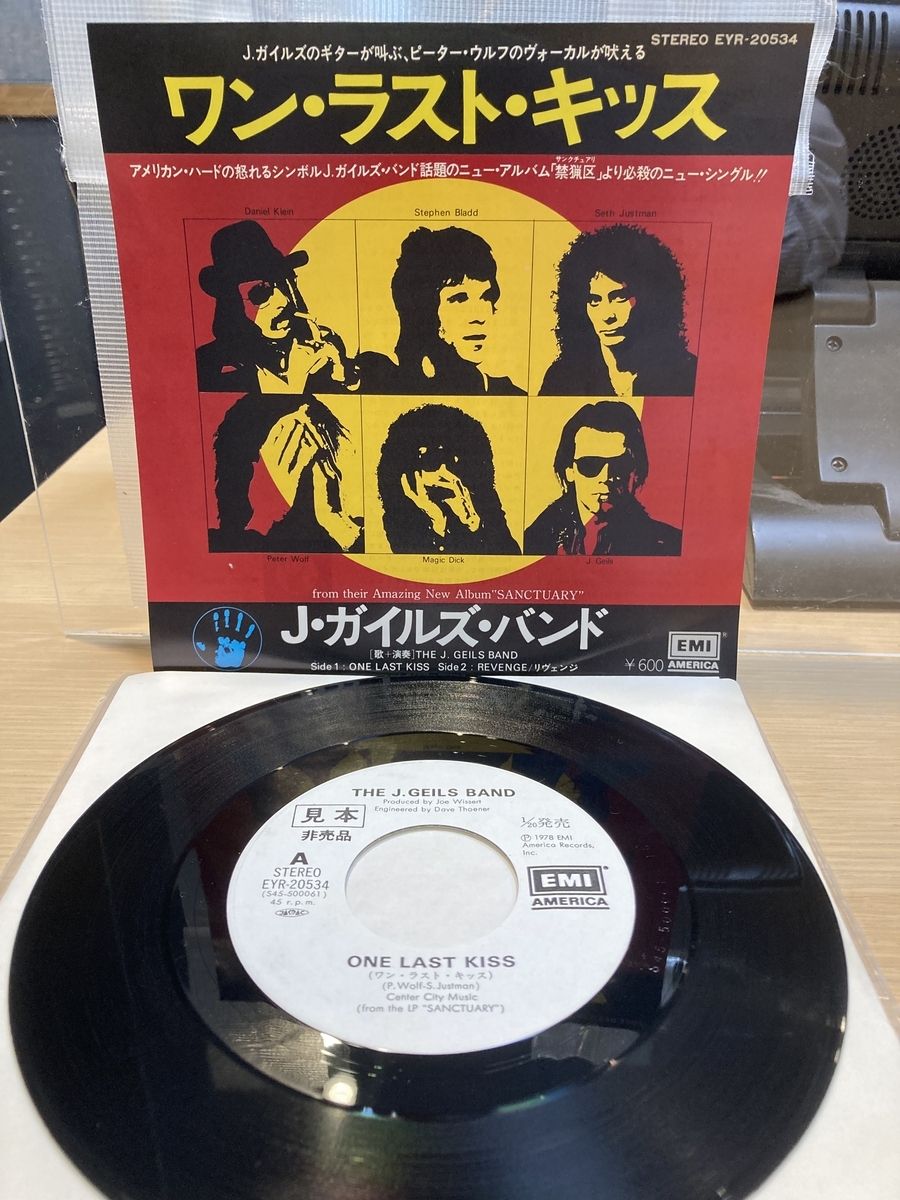 STEREO EYR-20534
J.ガイルズのギターが叫ぶ、ピーター・ウルフのヴォーカルが吠える
ワン・ラスト・キッス
アメリカン・ハードの怒れるシンボルJ.ガイルズ・バンド話題のニュー・アルバム「禁猟区」より必殺のニュー・シングル!!
サンクチュアリ
Daniel Klein
Stephen Bladd
Seth Justman
Peter Wolf
Magic Dick
J. Geils
from their Amazing New Album"SANCTUARY"
J・ガイルズ・バンド
[歌+演奏]THE J. GEILS BAND
Side 1 : ONE LAST KISS Side 2 : REVENGE/リヴェンジ
¥600
EMI
AMERICA
THE J.GEILS BAND
Produced by Joe Wissert
Engineered by Dave Thoener
見本
非売品
A
STEREO
EYR-20534
(S45-500061)
45 r.p.m.
JASRAC
1/20発売
Ⓟ 1978 EMI
America Records,
Inc.
EMI
AMERICA
ONE LAST KISS
(ワン・ラスト・キッス)
(P. Wolf-S. Justman)
Center City Music
(from the LP "SANCTUARY")